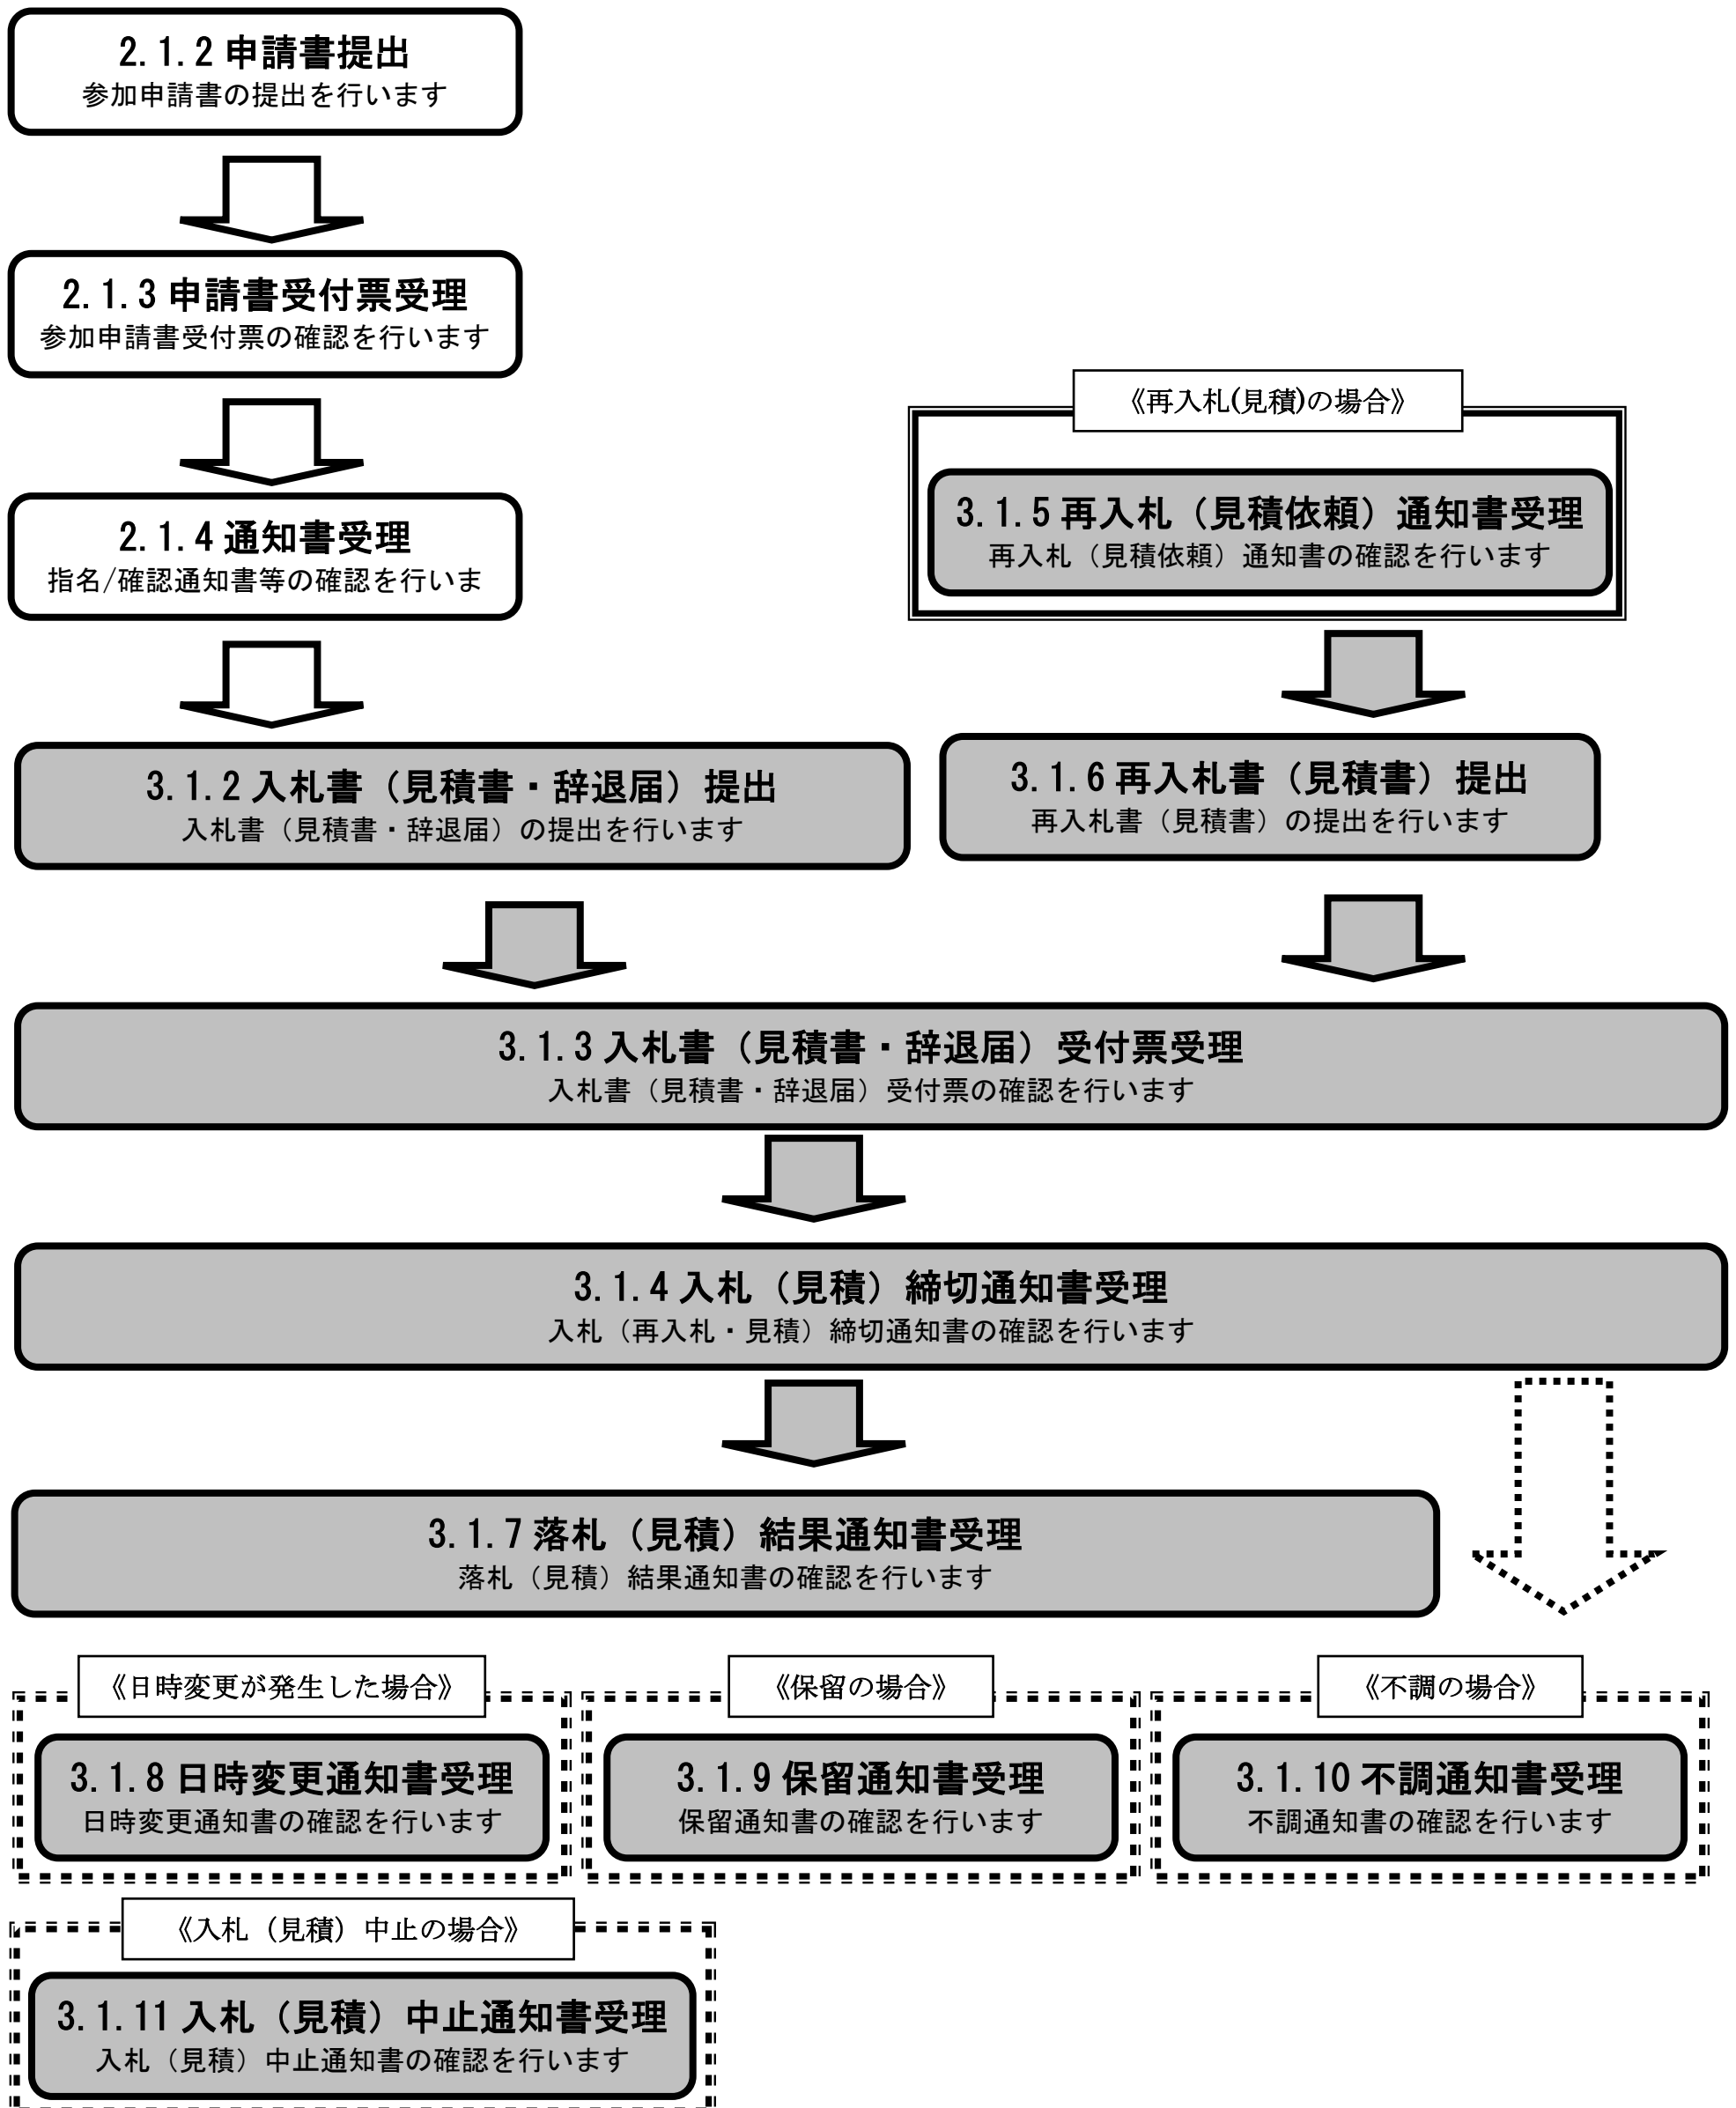 2.1.2 申請書提出
参加申請書の提出を行います
2.1.3 申請書受付票受理
参加申請書受付票の確認を行います
2.1.4 通知書受理
指名/確認通知書等の確認を行いま
《再入札(見積)の場合》
3.1.5 再入札（見積依頼）通知書受理
再入札（見積依頼）通知書の確認を行います
3.1.2 入札書（見積書・辞退届）提出
入札書（見積書・辞退届）の提出を行います
3.1.6 再入札書（見積書）提出
再入札書（見積書）の提出を行います
3.1.3 入札書（見積書・辞退届）受付票受理
入札書（見積書・辞退届）受付票の確認を行います
3.1.4 入札（見積）締切通知書受理
入札（再入札・見積）締切通知書の確認を行います
3.1.7 落札（見積）結果通知書受理
落札（見積）結果通知書の確認を行います
《日時変更が発生した場合》
3.1.8 日時変更通知書受理
日時変更通知書の確認を行います
《保留の場合》
3.1.9 保留通知書受理
保留通知書の確認を行います
《不調の場合》
3.1.10 不調通知書受理
不調通知書の確認を行います
《入札（見積）中止の場合》
3.1.11 入札（見積）中止通知書受理
入札（見積）中止通知書の確認を行います